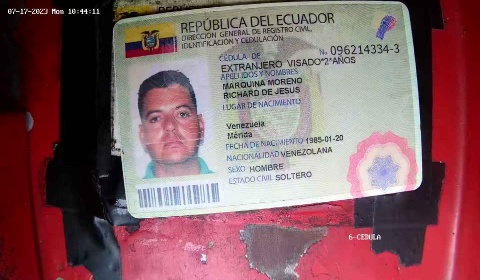 07-17-2023 Mon 10:44:11
REPÚBLICA DEL ECUADOR
DIRECCIÓN GENERAL DE REGISTRO CIVIL,
IDENTIFICACIÓN Y CEDULACIÓN
CÉDULA DE No. 096214334-3
EXTRANJERO VISADO*2*AÑOS
APELLIDOS Y NOMBRES
MARQUINA MORENO
RICHARD DE JESUS
LUGAR DE NACIMIENTO
Venezuela
Mérida
FECHA DE NACIMIENTO 1985-01-20
NACIONALIDAD VENEZOLANA
SEXO HOMBRE
ESTADO CIVIL SOLTERO
6-CEDULA